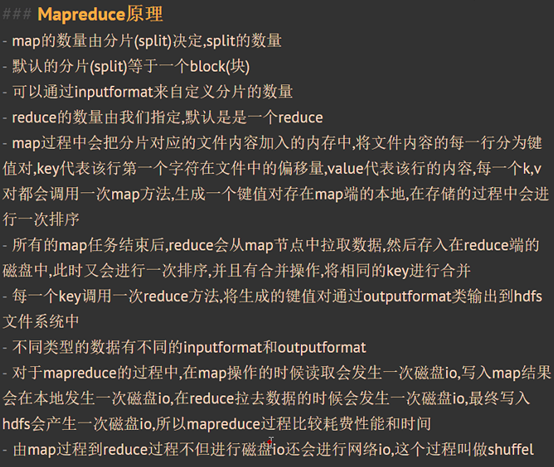 ### Mapreduce原理
- map的数量由分片(split)决定,split的数量
- 默认的分片(split)等于一个block(块)
- 可以通过inputformat来自定义分片的数量
- reduce的数量由我们指定,默认是是一个reduce
- map过程中会把分片对应的文件内容加入的内存中,将文件内容的每一行分为键
值对,key代表该行第一个字符在文件中的偏移量,value代表该行的内容,每一个k,v
对都会调用一次map方法,生成一个键值对存在map端的本地,在存储的过程中会进
行一次排序
- 所有的map任务结束后,reduce会从map节点中拉取数据,然后存入在reduce端的
磁盘中,此时又会进行一次排序,并且有合并操作,将相同的key进行合并
- 每一个key调用一次reduce方法,将生成的键值对通过outputformat类输出到hdfs
文件系统中
- 不同类型的数据有不同的inputformat和outputformat
- 对于mapreduce的过程中,在map操作的时候读取会发生一次磁盘io,写入map结果
会在本地发生一次磁盘io,在reduce拉去数据的时候会发生一次磁盘io,最终写入
hdfs会产生一次磁盘io,所以mapreduce过程比较耗费性能和时间
- 由map过程到reduce过程不但进行磁盘io还会进行网络io,这个过程叫做shuffel